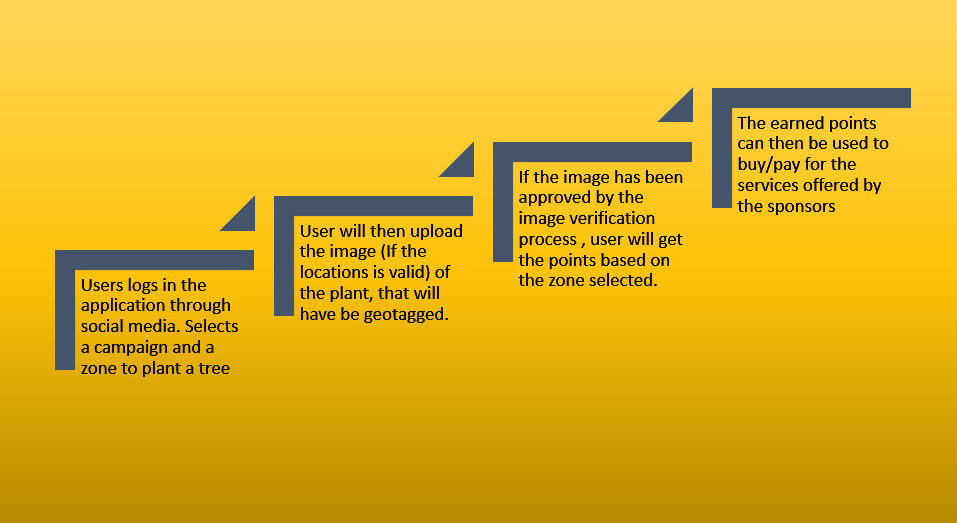 Users logs in the
application through
social media. Selects
a campaign and a
zone to plant a tree
User will then upload
the image (If the
locations is valid) of
the plant, that will
have be geotagged.
If the image has been
approved by the
image verification
process , user will get
the points based on
the zone selected.
The earned points
can then be used to
buy/pay for the
services offered by
the sponsors